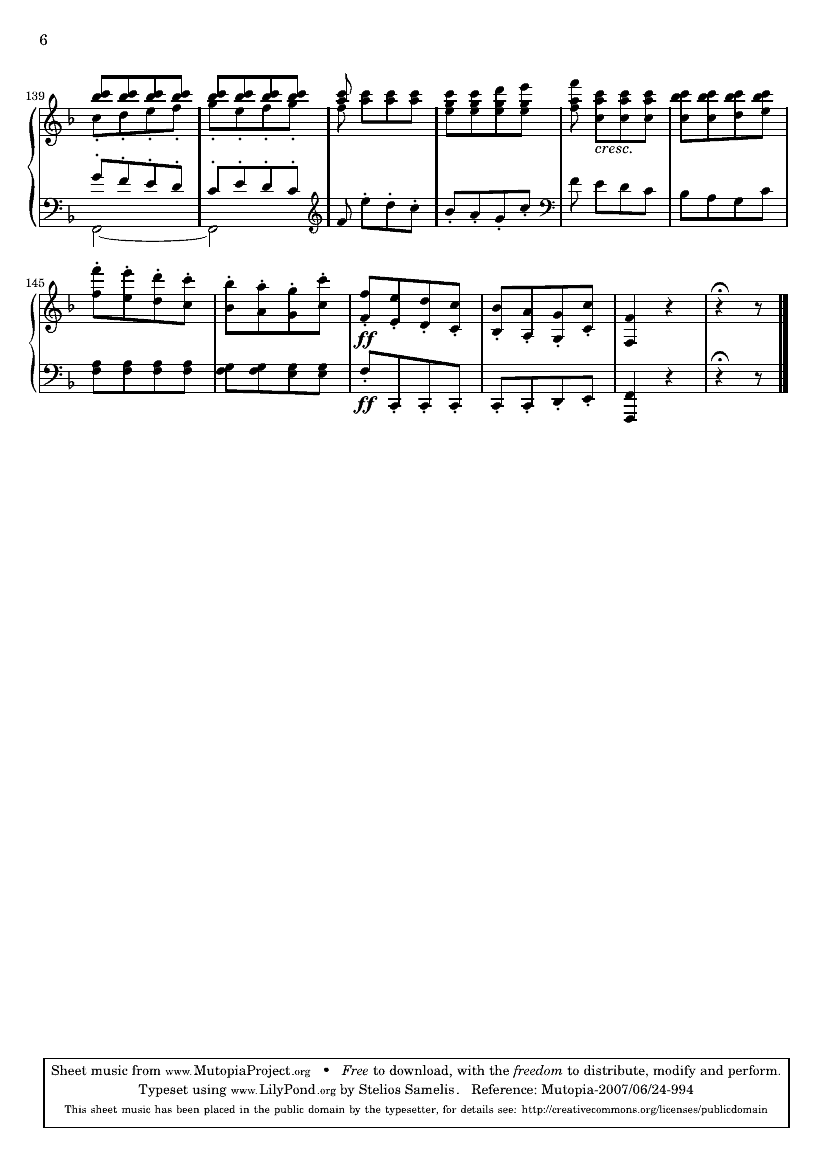 6
139
cresc.
145
ff
ff
Sheet music from www.MutopiaProject.org • Free to download, with the freedom to distribute, modify and perform.
Typeset using www.LilyPond.org by Stelios Samelis. Reference: Mutopia-2007/06/24-994
This sheet music has been placed in the public domain by the typesetter, for details see: http://creativecommons.org/licenses/publicdomain